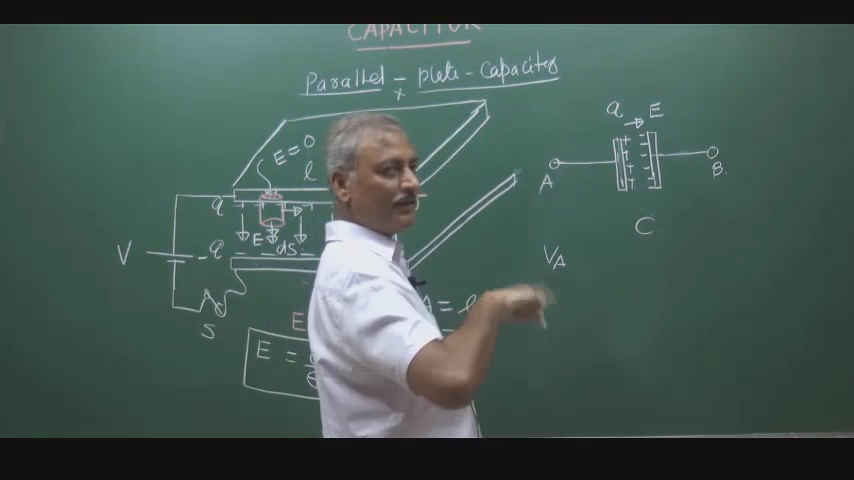 CAPACITOR
Parallel - Plate - Capacitor
x
E=0
l
q
E
ds
V
-q
S
E
E =
A = l
q E
+ -
A B
C
V_A